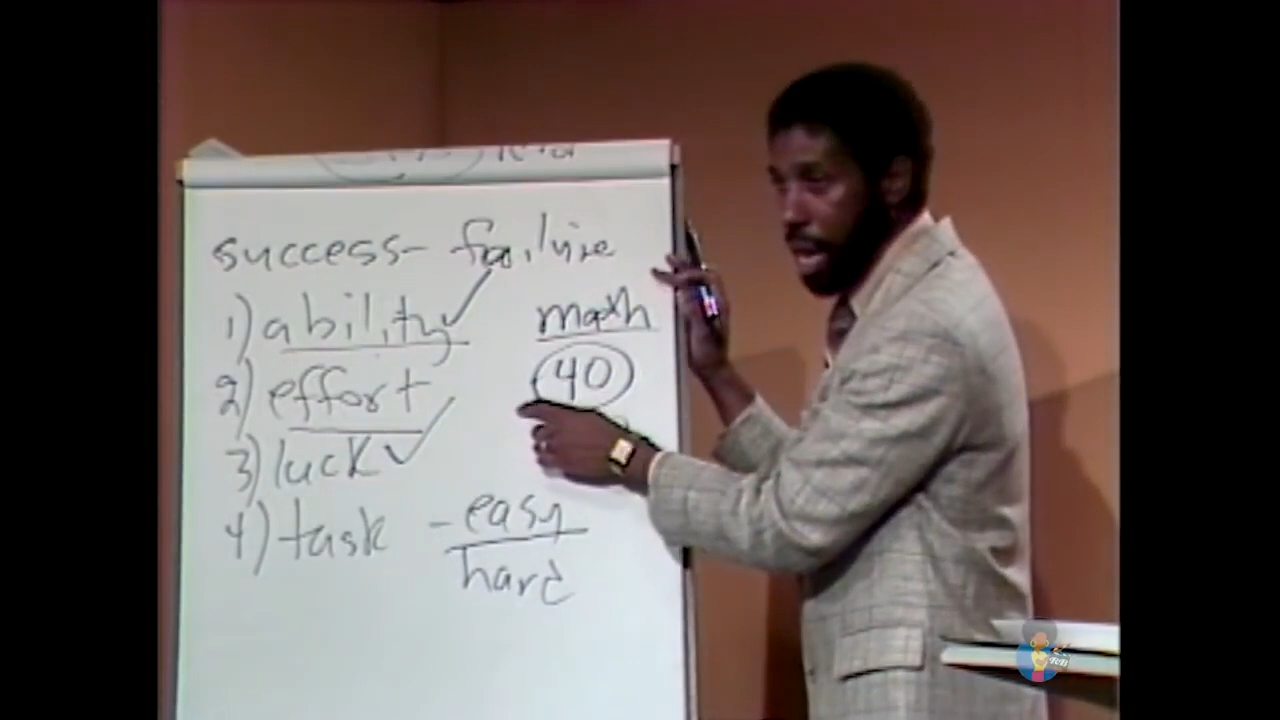 success - failure
1) ability ✓
math
40
2) effort
3) luck ✓
4) task - easy
hard